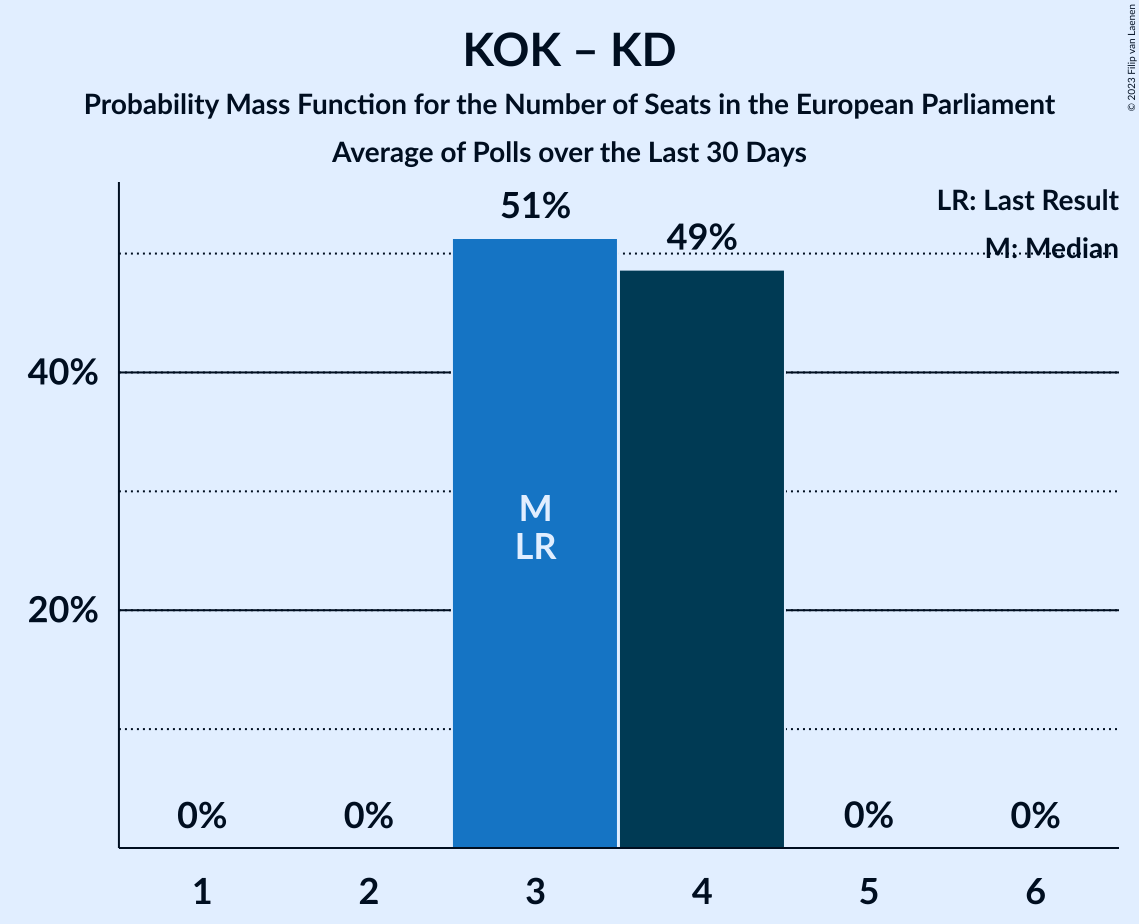 KOK – KD
Probability Mass Function for the Number of Seats in the European Parliament
Average of Polls over the Last 30 Days
© 2023 Filip van Laenen
LR: Last Result
M: Median
51%
49%
40%
20%
M
LR
0%
0%
0%
0%
1
2
3
4
5
6